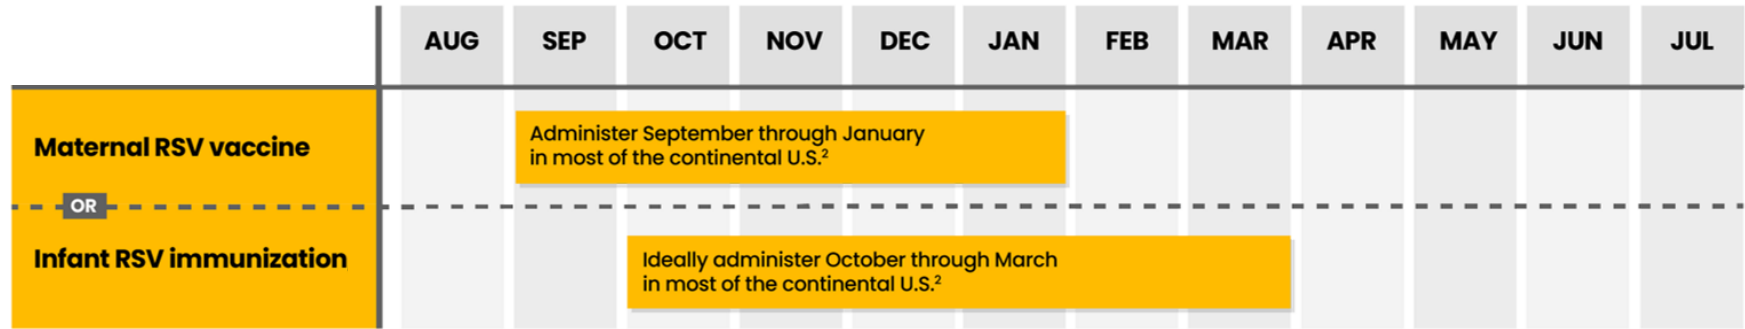 AUG SEP OCT NOV DEC JAN FEB MAR APR MAY JUN JUL
Maternal RSV vaccine
Administer September through January
in most of the continental U.S.²
OR
Infant RSV immunization
Ideally administer October through March
in most of the continental U.S.²